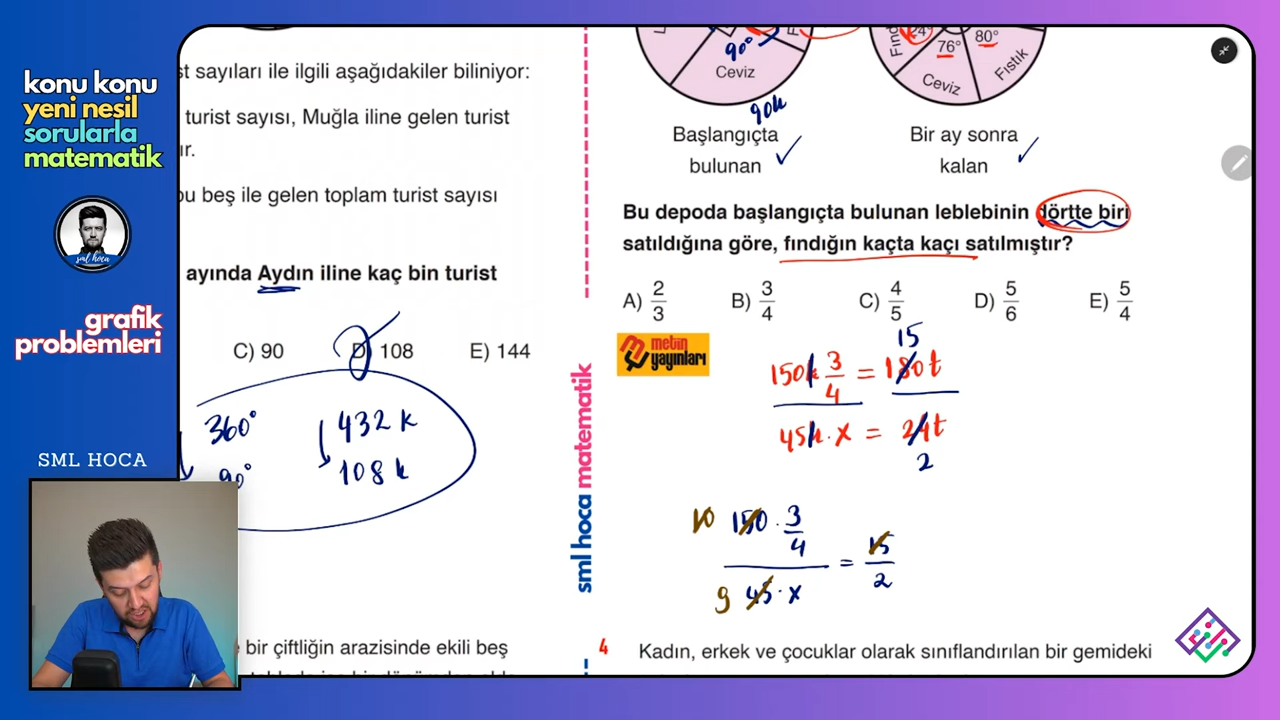 konu konu
yeni nesil
sorularla
matematik
sml hoca
grafik
problemleri
SML HOCA
st sayıları ile ilgili aşağıdakiler biliniyor:
turist sayısı, Muğla iline gelen turist
ır.
bu beş ile gelen toplam turist sayısı
ayında Aydın iline kaç bin turist
C) 90 D) 108 E) 144
360° 432 k
90° 108 k
bir çiftliğin arazisinde ekili beş
sml hoca matematik
90°
Ceviz
90k
Başlangıçta
bulunan
24°
76°
80°
Ceviz
Fıstık
Bir ay sonra
kalan
Bu depoda başlangıçta bulunan leblebinin dörtte biri
satıldığına göre, fındığın kaçta kaçı satılmıştır?
A) 2/3 B) 3/4 C) 4/5 D) 5/6 E) 5/4
metin
yayınları
15
150k 3/4 = 180t
45k · x = 24t
2
10 150 · 3/4
= 15/2
9 45 · x
4 Kadın, erkek ve çocuklar olarak sınıflandırılan bir gemideki